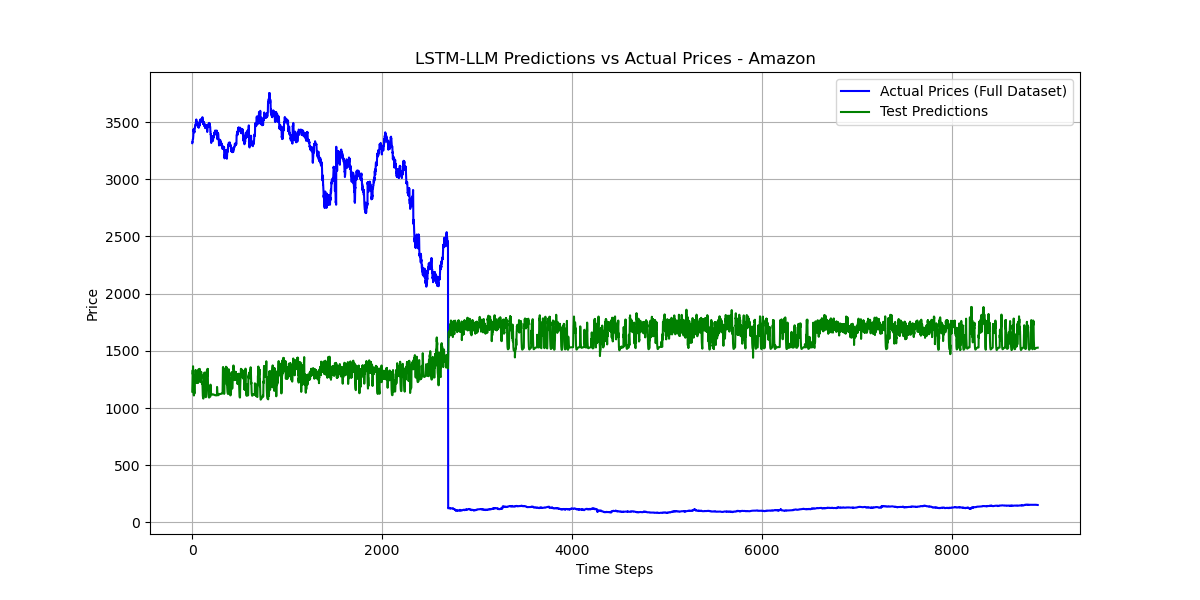 LSTM-LLM Predictions vs Actual Prices - Amazon
Actual Prices (Full Dataset)
Test Predictions
Price
3500
3000
2500
2000
1500
1000
500
0
0
2000
4000
6000
8000
Time Steps